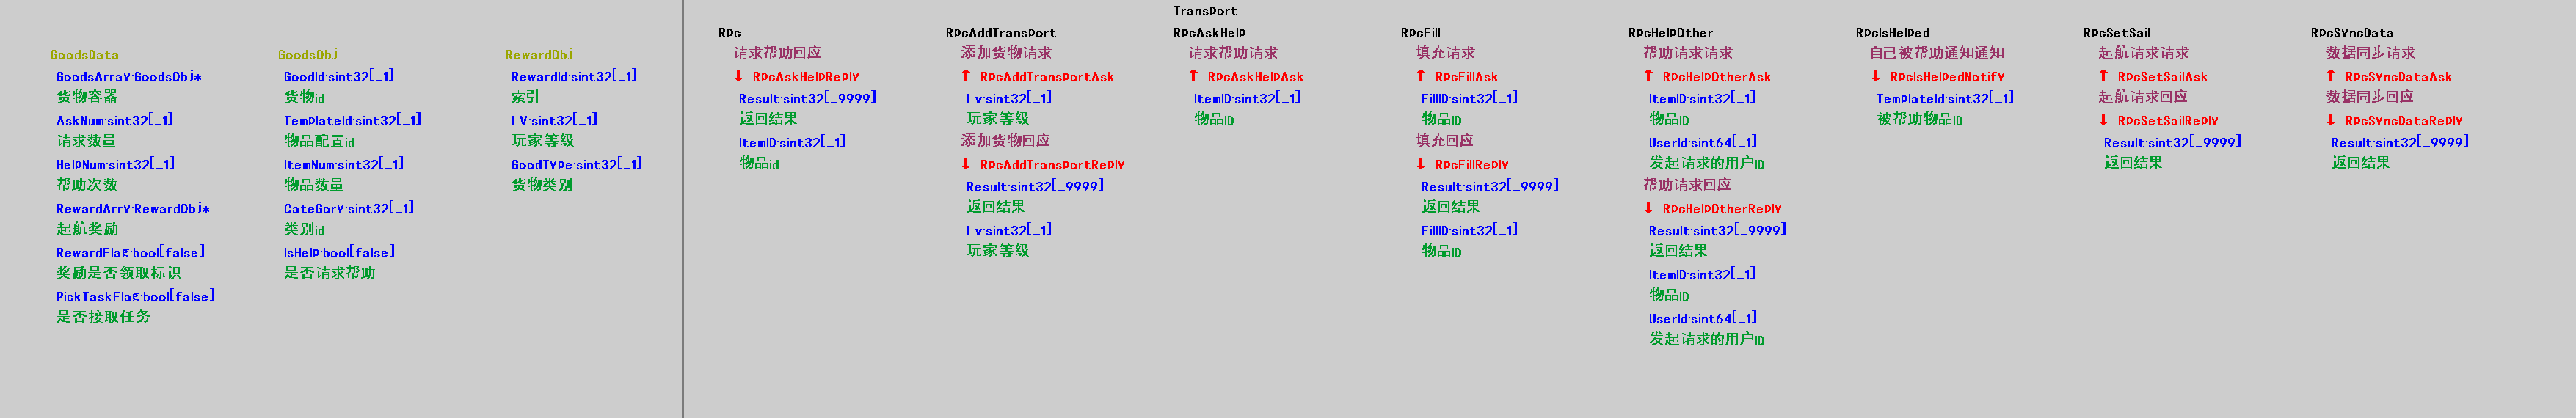 GoodsData
GoodsArray:GoodsObj*
货物容器
AskNum:sint32[_1]
请求数量
HelpNum:sint32[_1]
帮助次数
RewardArry:RewardObj*
起航奖励
RewardFlag:bool[false]
奖励是否领取标识
PickTaskFlag:bool[false]
是否接取任务
GoodsObj
GoodId:sint32[_1]
货物id
TemplateId:sint32[_1]
物品配置id
ItemNum:sint32[_1]
物品数量
CateGory:sint32[_1]
类别id
IsHelp:bool[false]
是否请求帮助
RewardObj
RewardId:sint32[_1]
索引
LV:sint32[_1]
玩家等级
GoodType:sint32[_1]
货物类别
Transport
Rpc
请求帮助回应
↓ RpcAskHelpReply
Result:sint32[_9999]
返回结果
ItemID:sint32[_1]
物品id
RpcAddTransport
添加货物请求
↑ RpcAddTransportAsk
Lv:sint32[_1]
玩家等级
添加货物回应
↓ RpcAddTransportReply
Result:sint32[_9999]
返回结果
Lv:sint32[_1]
玩家等级
RpcAskHelp
请求帮助请求
↑ RpcAskHelpAsk
ItemID:sint32[_1]
物品ID
RpcFill
填充请求
↑ RpcFillAsk
FillID:sint32[_1]
物品ID
填充回应
↓ RpcFillReply
Result:sint32[_9999]
返回结果
FillID:sint32[_1]
物品ID
RpcHelpOther
帮助请求请求
↑ RpcHelpOtherAsk
ItemID:sint32[_1]
物品ID
UserId:sint64[_1]
发起请求的用户ID
帮助请求回应
↓ RpcHelpOtherReply
Result:sint32[_9999]
返回结果
ItemID:sint32[_1]
物品ID
UserId:sint64[_1]
发起请求的用户ID
RpcIsHelped
自己被帮助通知通知
↓ RpcIsHelpedNotify
TemplateId:sint32[_1]
被帮助物品ID
RpcSetSail
起航请求请求
↑ RpcSetSailAsk
起航请求回应
↓ RpcSetSailReply
Result:sint32[_9999]
返回结果
RpcSyncData
数据同步请求
↑ RpcSyncDataAsk
数据同步回应
↓ RpcSyncDataReply
Result:sint32[_9999]
返回结果